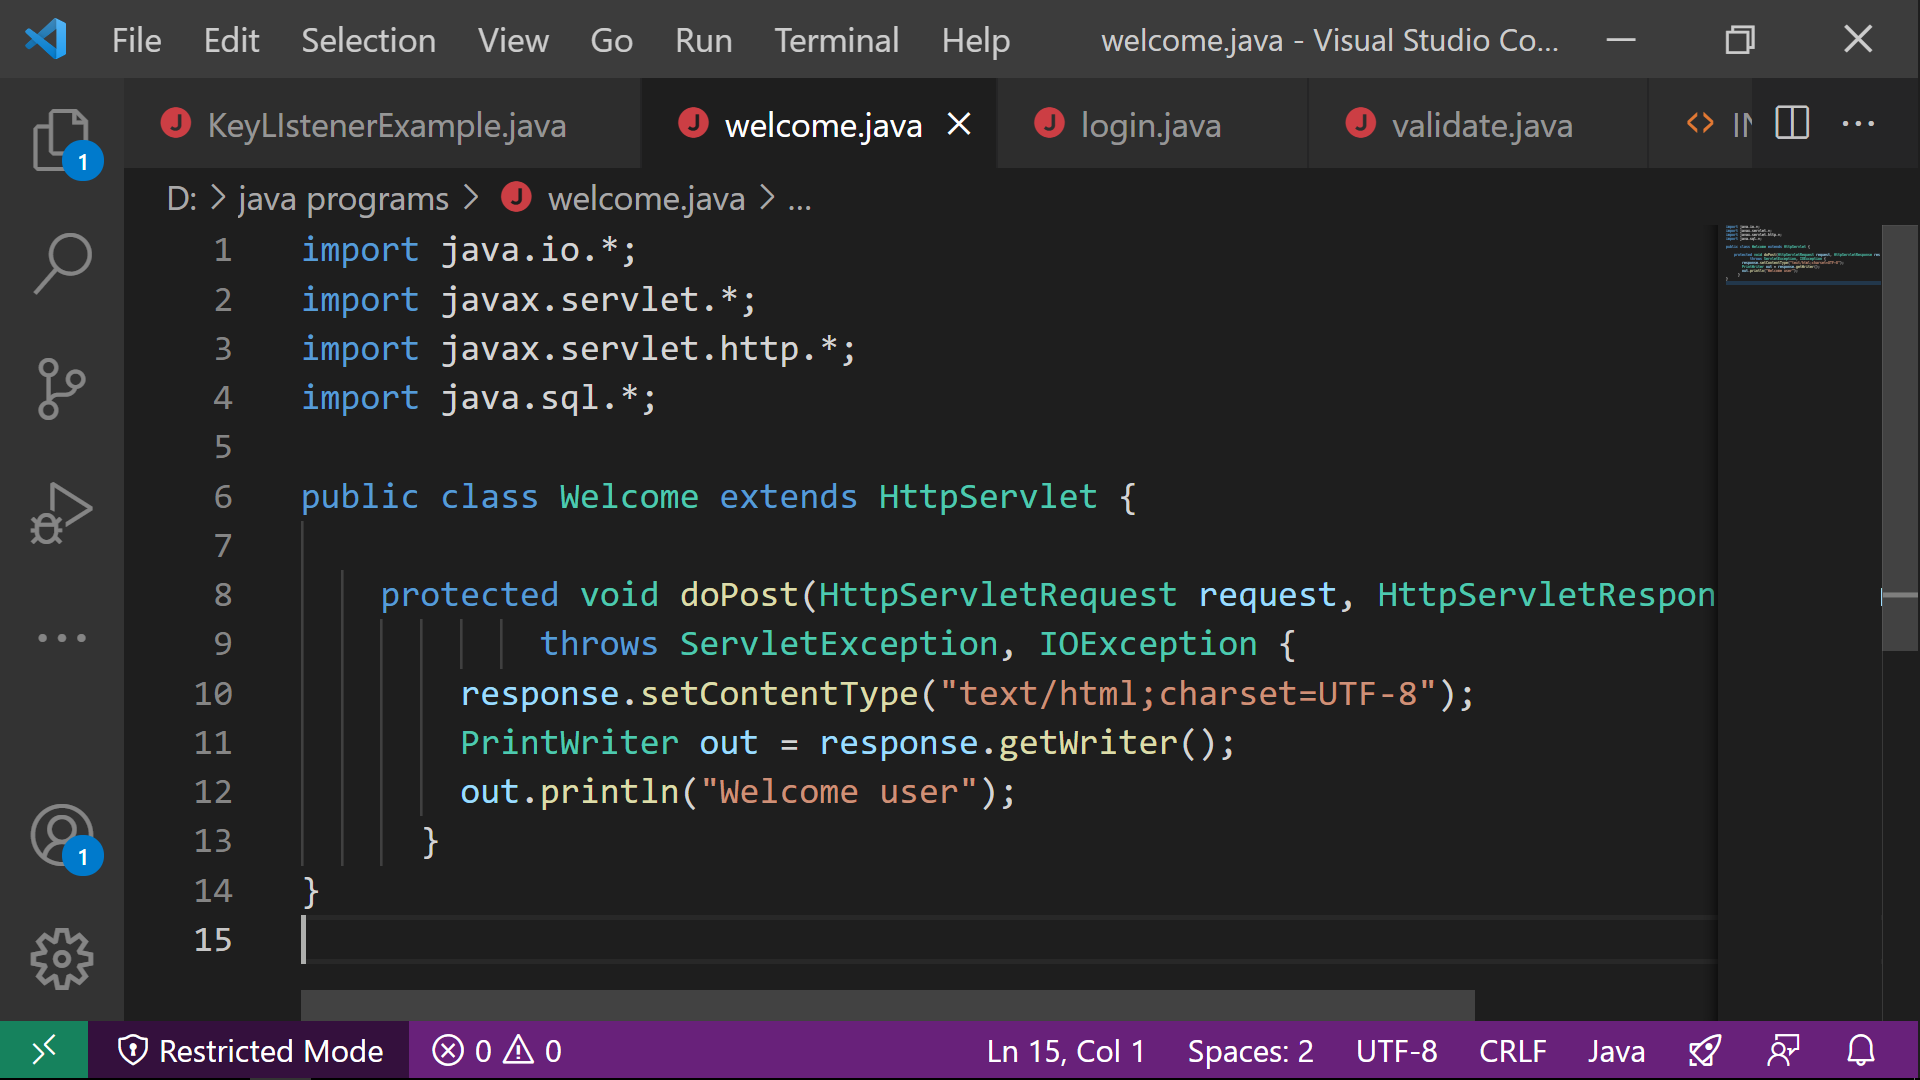 File Edit Selection View Go Run Terminal Help welcome.java - Visual Studio Co...
KeyLIstenerExample.java welcome.java login.java validate.java
D: > java programs > welcome.java > ...
1 import java.io.*;
2 import javax.servlet.*;
3 import javax.servlet.http.*;
4 import java.sql.*;
5
6 public class Welcome extends HttpServlet {
7
8 protected void doPost(HttpServletRequest request, HttpServletRespon
9 throws ServletException, IOException {
10 response.setContentType("text/html;charset=UTF-8");
11 PrintWriter out = response.getWriter();
12 out.println("Welcome user");
13 }
14 }
15
1
1
Restricted Mode 0 0 Ln 15, Col 1 Spaces: 2 UTF-8 CRLF Java